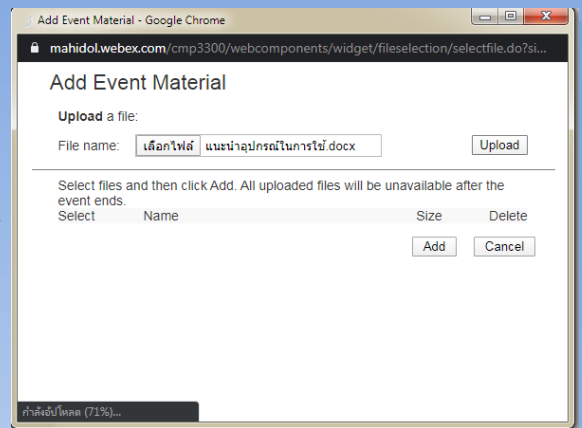 Add Event Material - Google Chrome
mahidol.webex.com/cmp3300/webcomponents/widget/fileselection/selectfile.do?si...
Add Event Material
Upload a file:
File name: เลือกไฟล์ แนะนำอุปกรณ์ในการใช้.docx Upload
Select files and then click Add. All uploaded files will be unavailable after the
event ends.
Select Name Size Delete
Add Cancel
กำลังอัปโหลด (71%)...